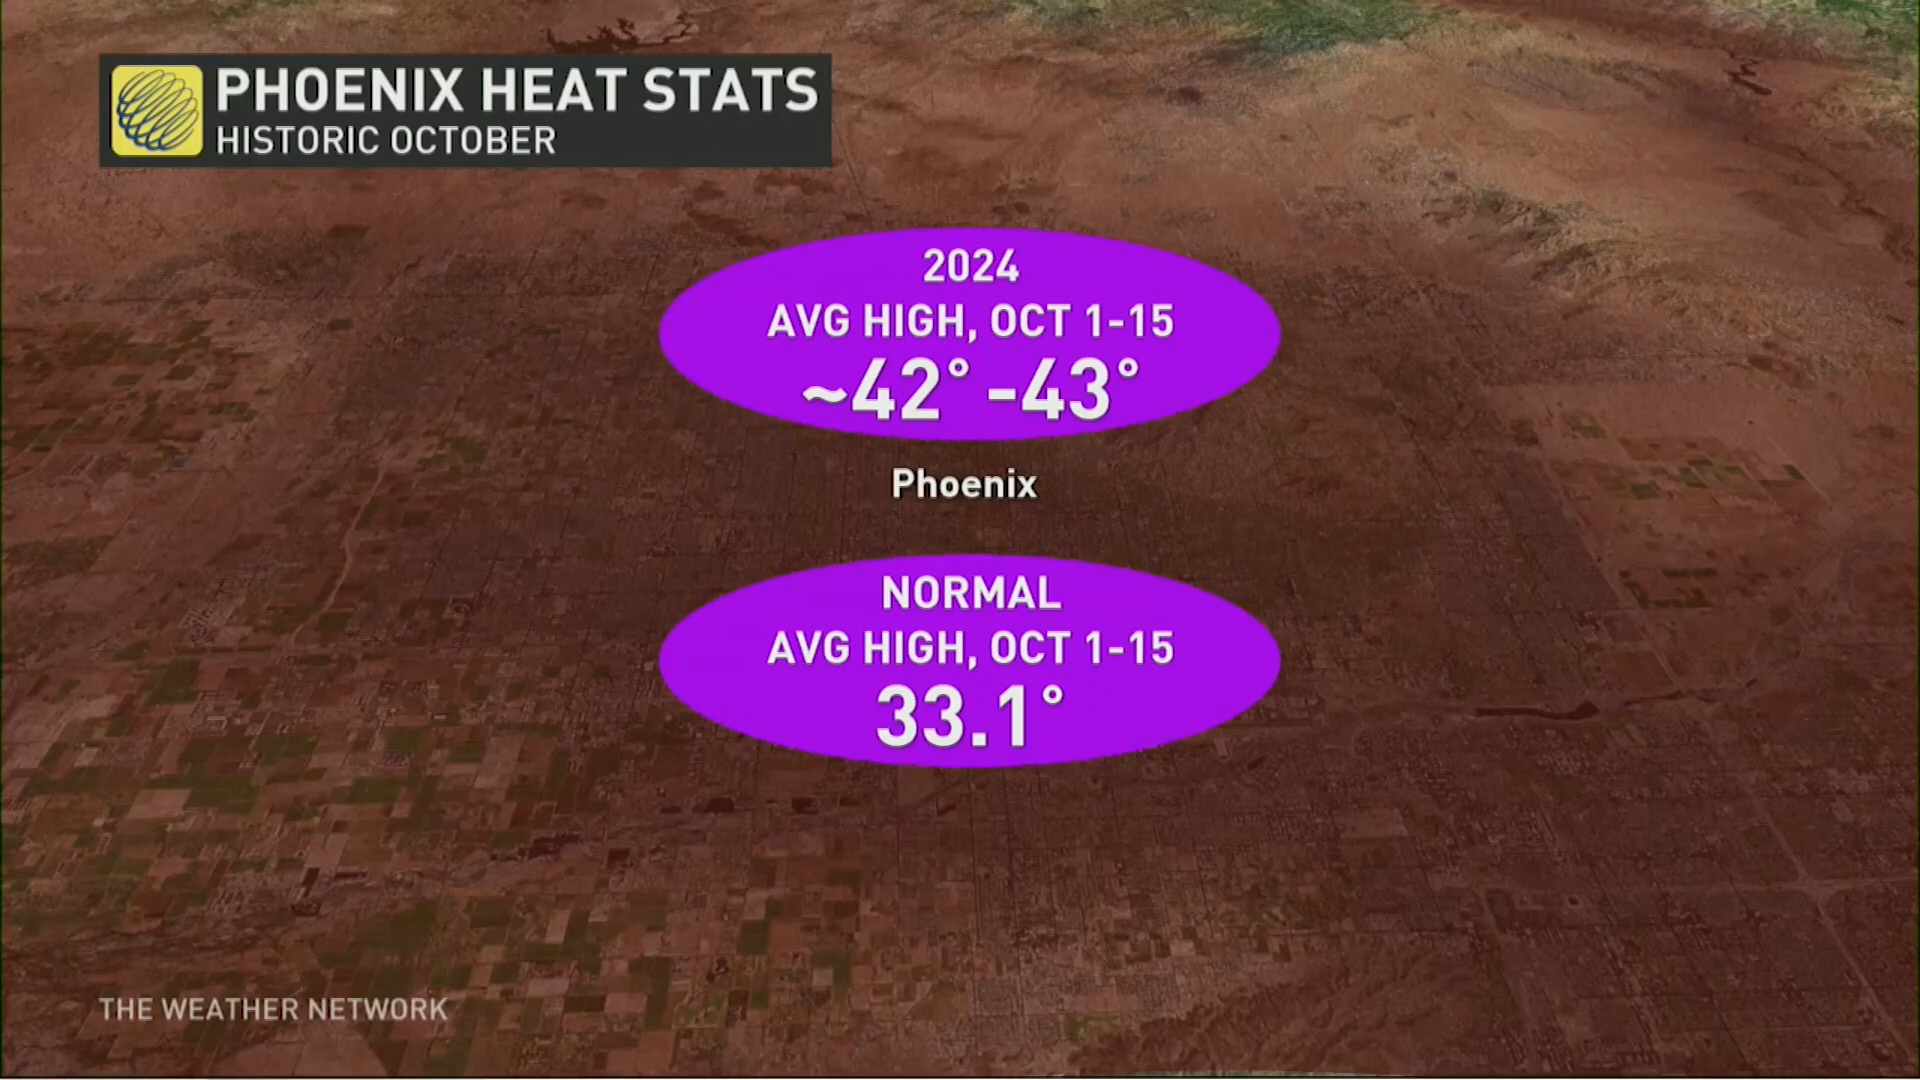 PHOENIX HEAT STATS
HISTORIC OCTOBER
2024
AVG HIGH, OCT 1-15
~42° -43°
Phoenix
NORMAL
AVG HIGH, OCT 1-15
33.1°
THE WEATHER NETWORK